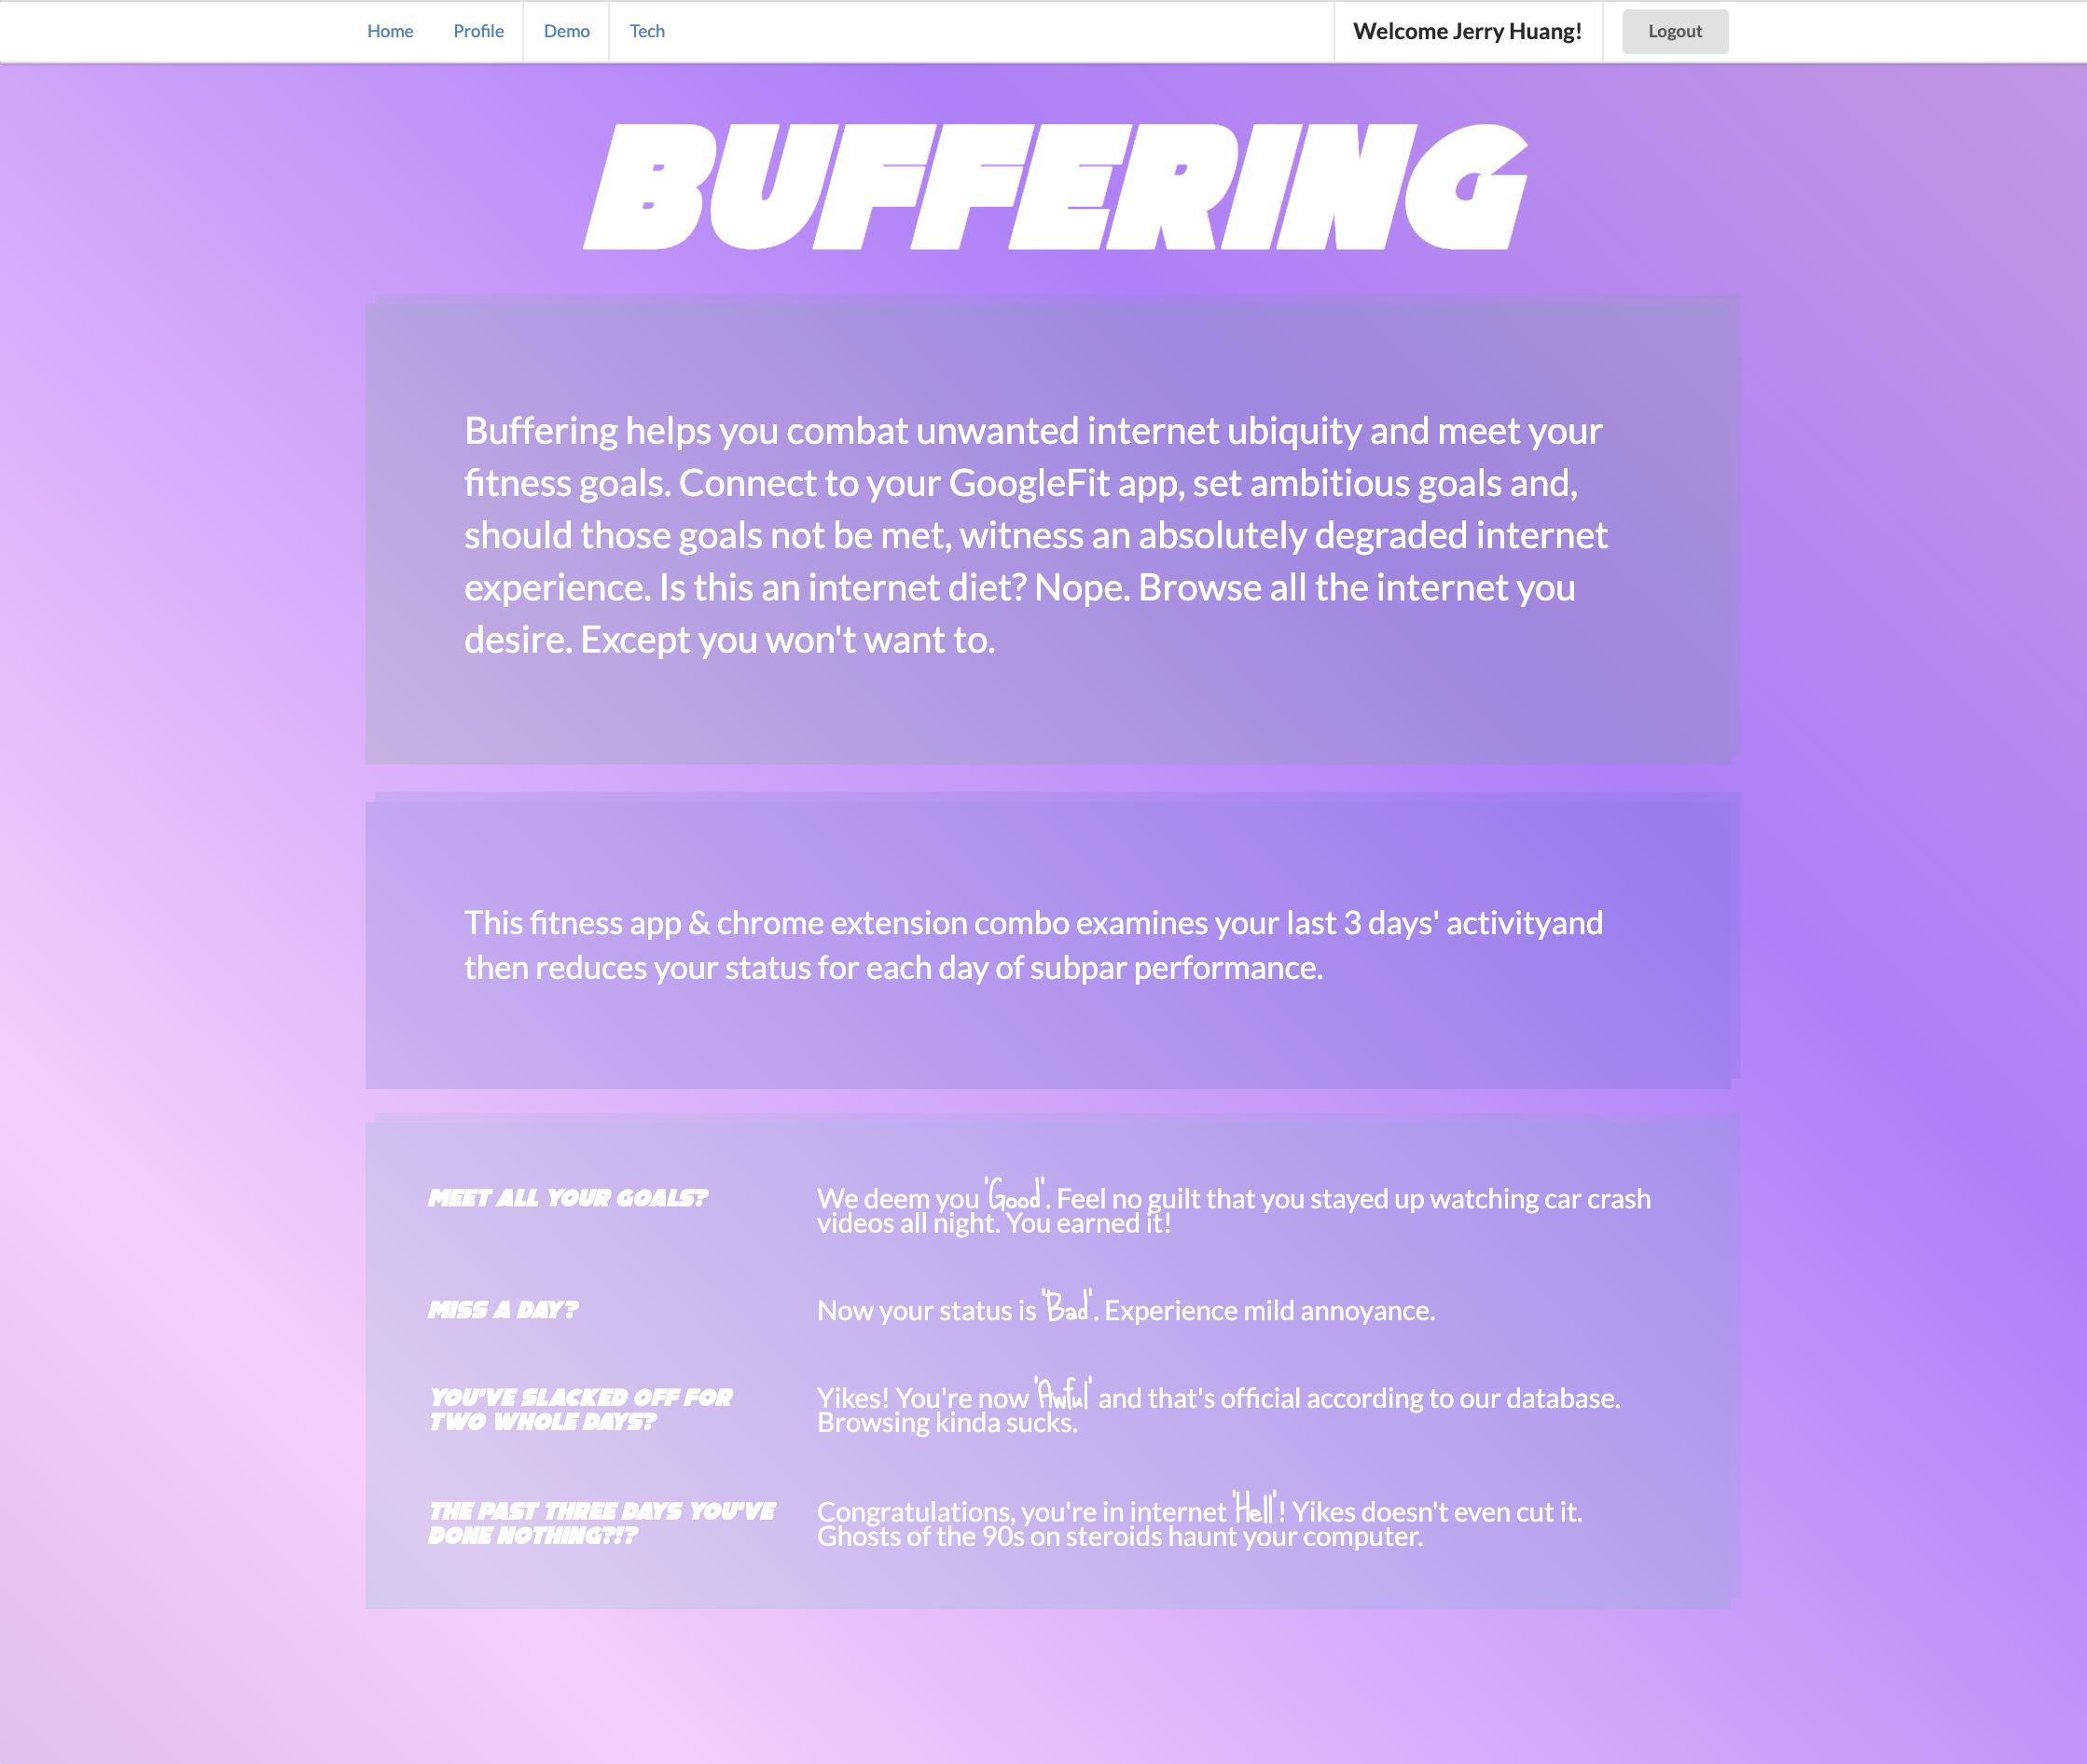 Home Profile Demo Tech Welcome Jerry Huang! Logout
BUFFERING
Buffering helps you combat unwanted internet ubiquity and meet your
fitness goals. Connect to your GoogleFit app, set ambitious goals and,
should those goals not be met, witness an absolutely degraded internet
experience. Is this an internet diet? Nope. Browse all the internet you
desire. Except you won't want to.
This fitness app & chrome extension combo examines your last 3 days' activityand
then reduces your status for each day of subpar performance.
MEET ALL YOUR GOALS?
We deem you 'Good'. Feel no guilt that you stayed up watching car crash
videos all night. You earned it!
MISS A DAY?
Now your status is 'Bad'. Experience mild annoyance.
YOU'VE SLACKED OFF FOR
TWO WHOLE DAYS?
Yikes! You're now 'Awful' and that's official according to our database.
Browsing kinda sucks.
THE PAST THREE DAYS YOU'VE
DONE NOTHING?!?
Congratulations, you're in internet 'Hell'! Yikes doesn't even cut it.
Ghosts of the 90s on steroids haunt your computer.